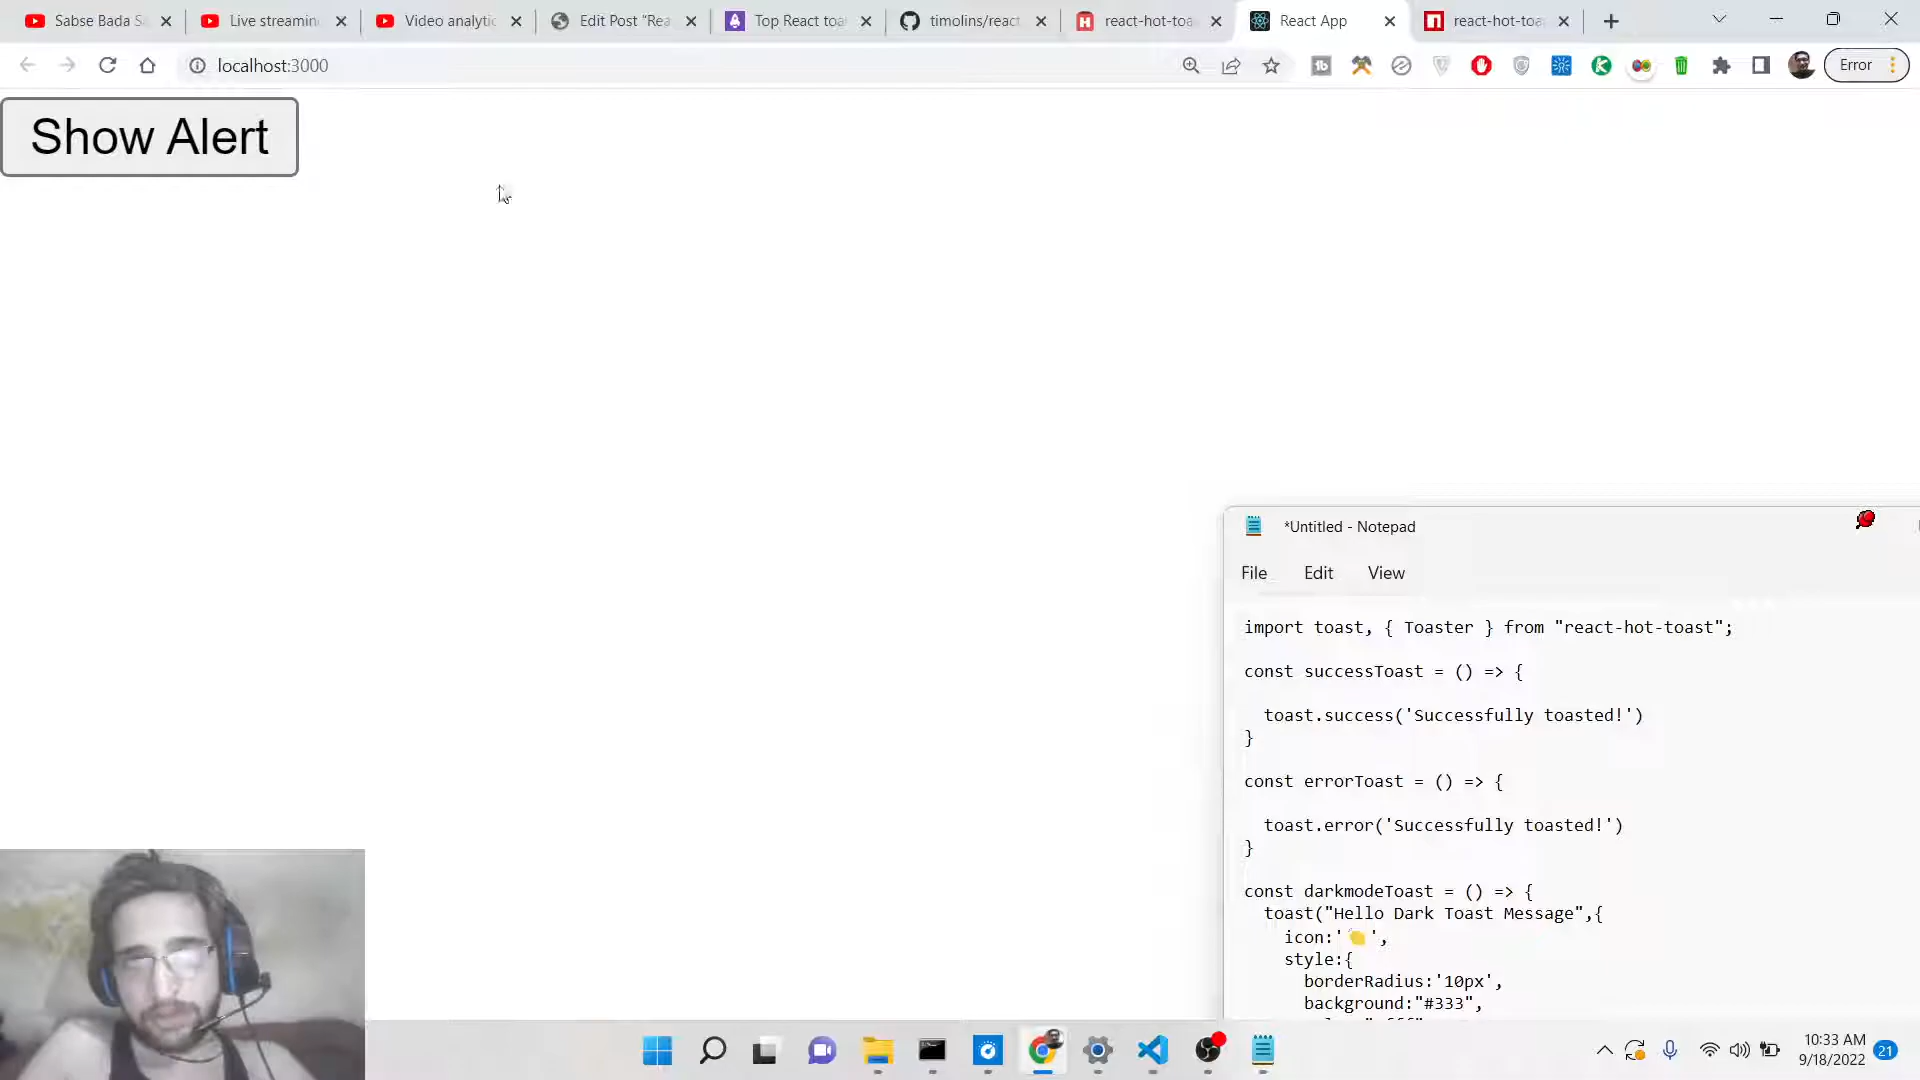 Sabse Bada S
Live streamin
Video analytic
Edit Post "Rea
Top React toa
timolins/react
react-hot-toa
React App
react-hot-toa
localhost:3000
Error
Show Alert
*Untitled - Notepad
File
Edit
View
import toast, { Toaster } from "react-hot-toast";
const successToast = () => {
toast.success('Successfully toasted!')
}
const errorToast = () => {
toast.error('Successfully toasted!')
}
const darkmodeToast = () => {
toast("Hello Dark Toast Message",{
icon:'👏',
style:{
borderRadius:'10px',
background:"#333",
10:33 AM
9/18/2022
21